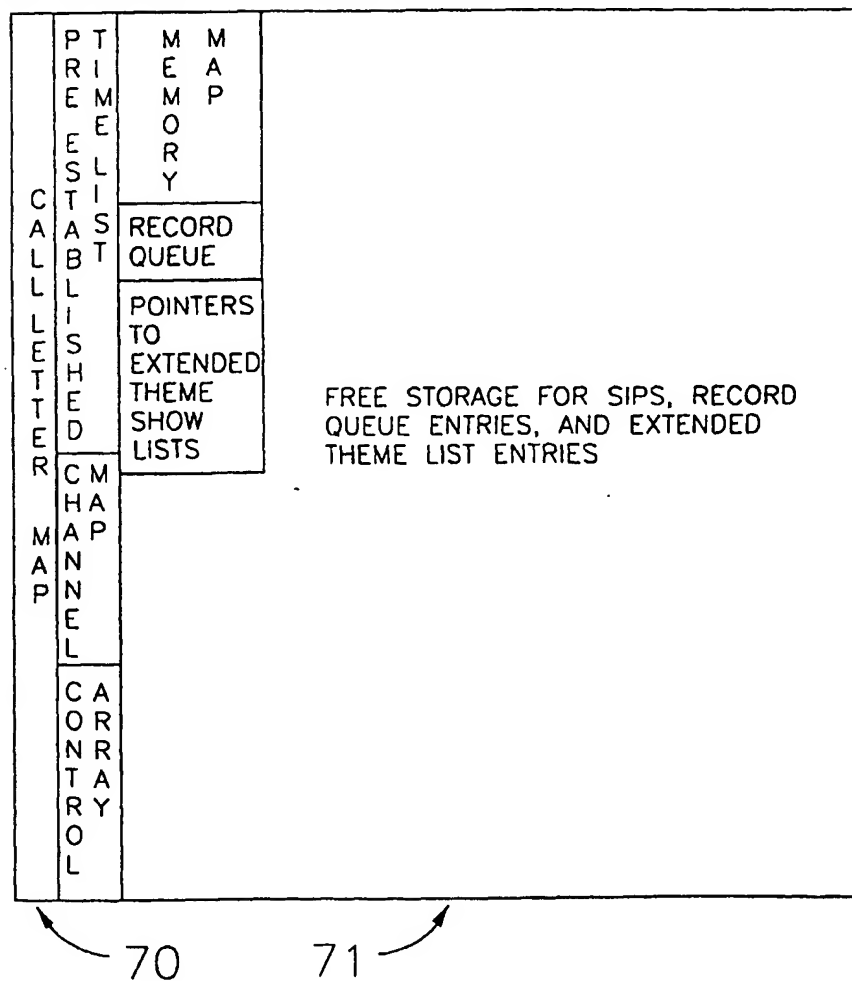 CALL LETTER MAP
PRE ESTABLISHED
TIME LIST
CHANNEL
MAP
CONTROL
ARRAY
MEMORY
MAP
RECORD
QUEUE
POINTERS
TO
EXTENDED
THEME
SHOW
LISTS
FREE STORAGE FOR SIPS, RECORD
QUEUE ENTRIES, AND EXTENDED
THEME LIST ENTRIES
70
71